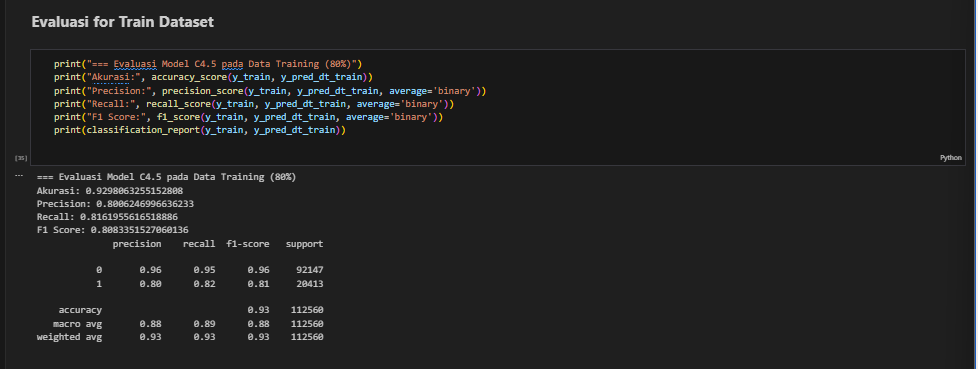 Evaluasi for Train Dataset
print("=== Evaluasi Model C4.5 pada Data Training (80%)")
print("Akurasi:", accuracy_score(y_train, y_pred_dt_train))
print("Precision:", precision_score(y_train, y_pred_dt_train, average='binary'))
print("Recall:", recall_score(y_train, y_pred_dt_train, average='binary'))
print("F1 Score:", f1_score(y_train, y_pred_dt_train, average='binary'))
print(classification_report(y_train, y_pred_dt_train))
[35] Python
... === Evaluasi Model C4.5 pada Data Training (80%)
Akurasi: 0.9298063255152808
Precision: 0.8006246996636233
Recall: 0.8161955616518886
F1 Score: 0.8083351527060136
precision recall f1-score support
0 0.96 0.95 0.96 92147
1 0.80 0.82 0.81 20413
accuracy 0.93 112560
macro avg 0.88 0.89 0.88 112560
weighted avg 0.93 0.93 0.93 112560